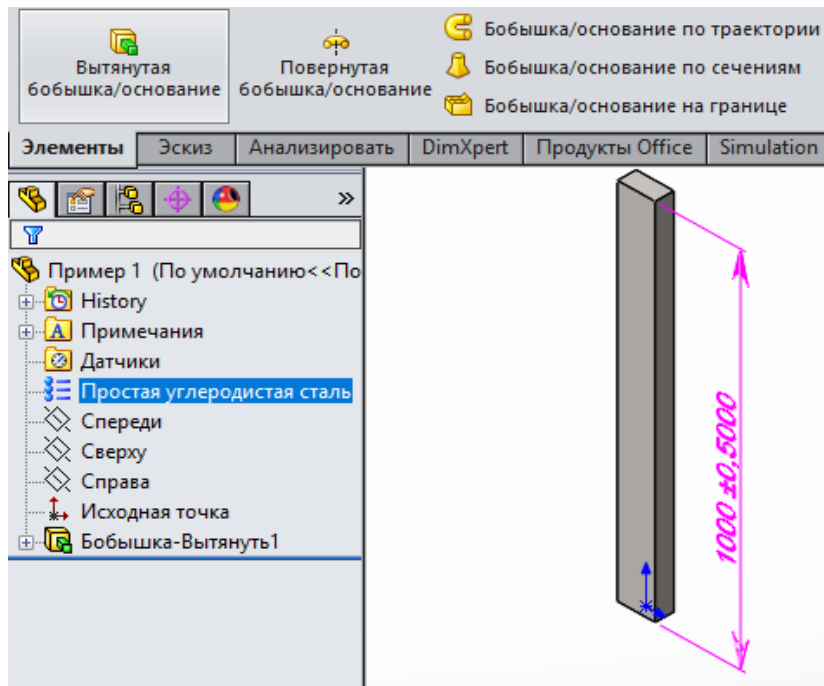 Вытянутая
бобышка/основание
Повернутая
бобышка/основание
Бобышка/основание по траектории
Бобышка/основание по сечениям
Бобышка/основание на границе
Элементы
Эскиз
Анализировать
DimXpert
Продукты Office
Simulation
»
Пример 1 (По умолчанию<<По
History
A Примечания
Датчики
Простая углеродистая сталь
Спереди
Сверху
Справа
Исходная точка
Бобышка-Вытянуть1
1000 ±0,5000